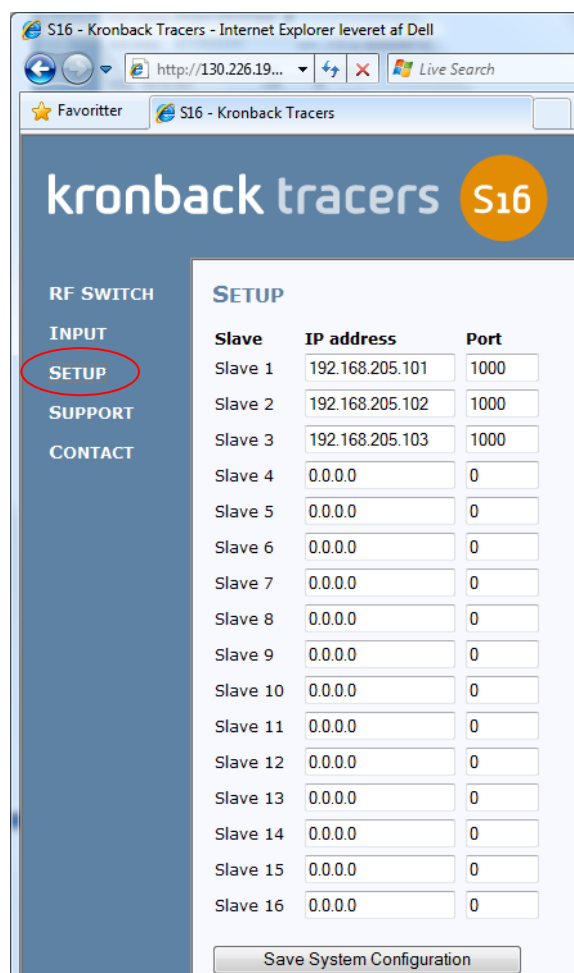 S16 - Kronback Tracers - Internet Explorer leveret af Dell
http://130.226.19... Live Search
Favoritter S16 - Kronback Tracers
kronback tracers S16
RF SWITCH
INPUT
SETUP
SUPPORT
CONTACT
SETUP
Slave IP address Port
Slave 1 192.168.205.101 1000
Slave 2 192.168.205.102 1000
Slave 3 192.168.205.103 1000
Slave 4 0.0.0.0 0
Slave 5 0.0.0.0 0
Slave 6 0.0.0.0 0
Slave 7 0.0.0.0 0
Slave 8 0.0.0.0 0
Slave 9 0.0.0.0 0
Slave 10 0.0.0.0 0
Slave 11 0.0.0.0 0
Slave 12 0.0.0.0 0
Slave 13 0.0.0.0 0
Slave 14 0.0.0.0 0
Slave 15 0.0.0.0 0
Slave 16 0.0.0.0 0
Save System Configuration